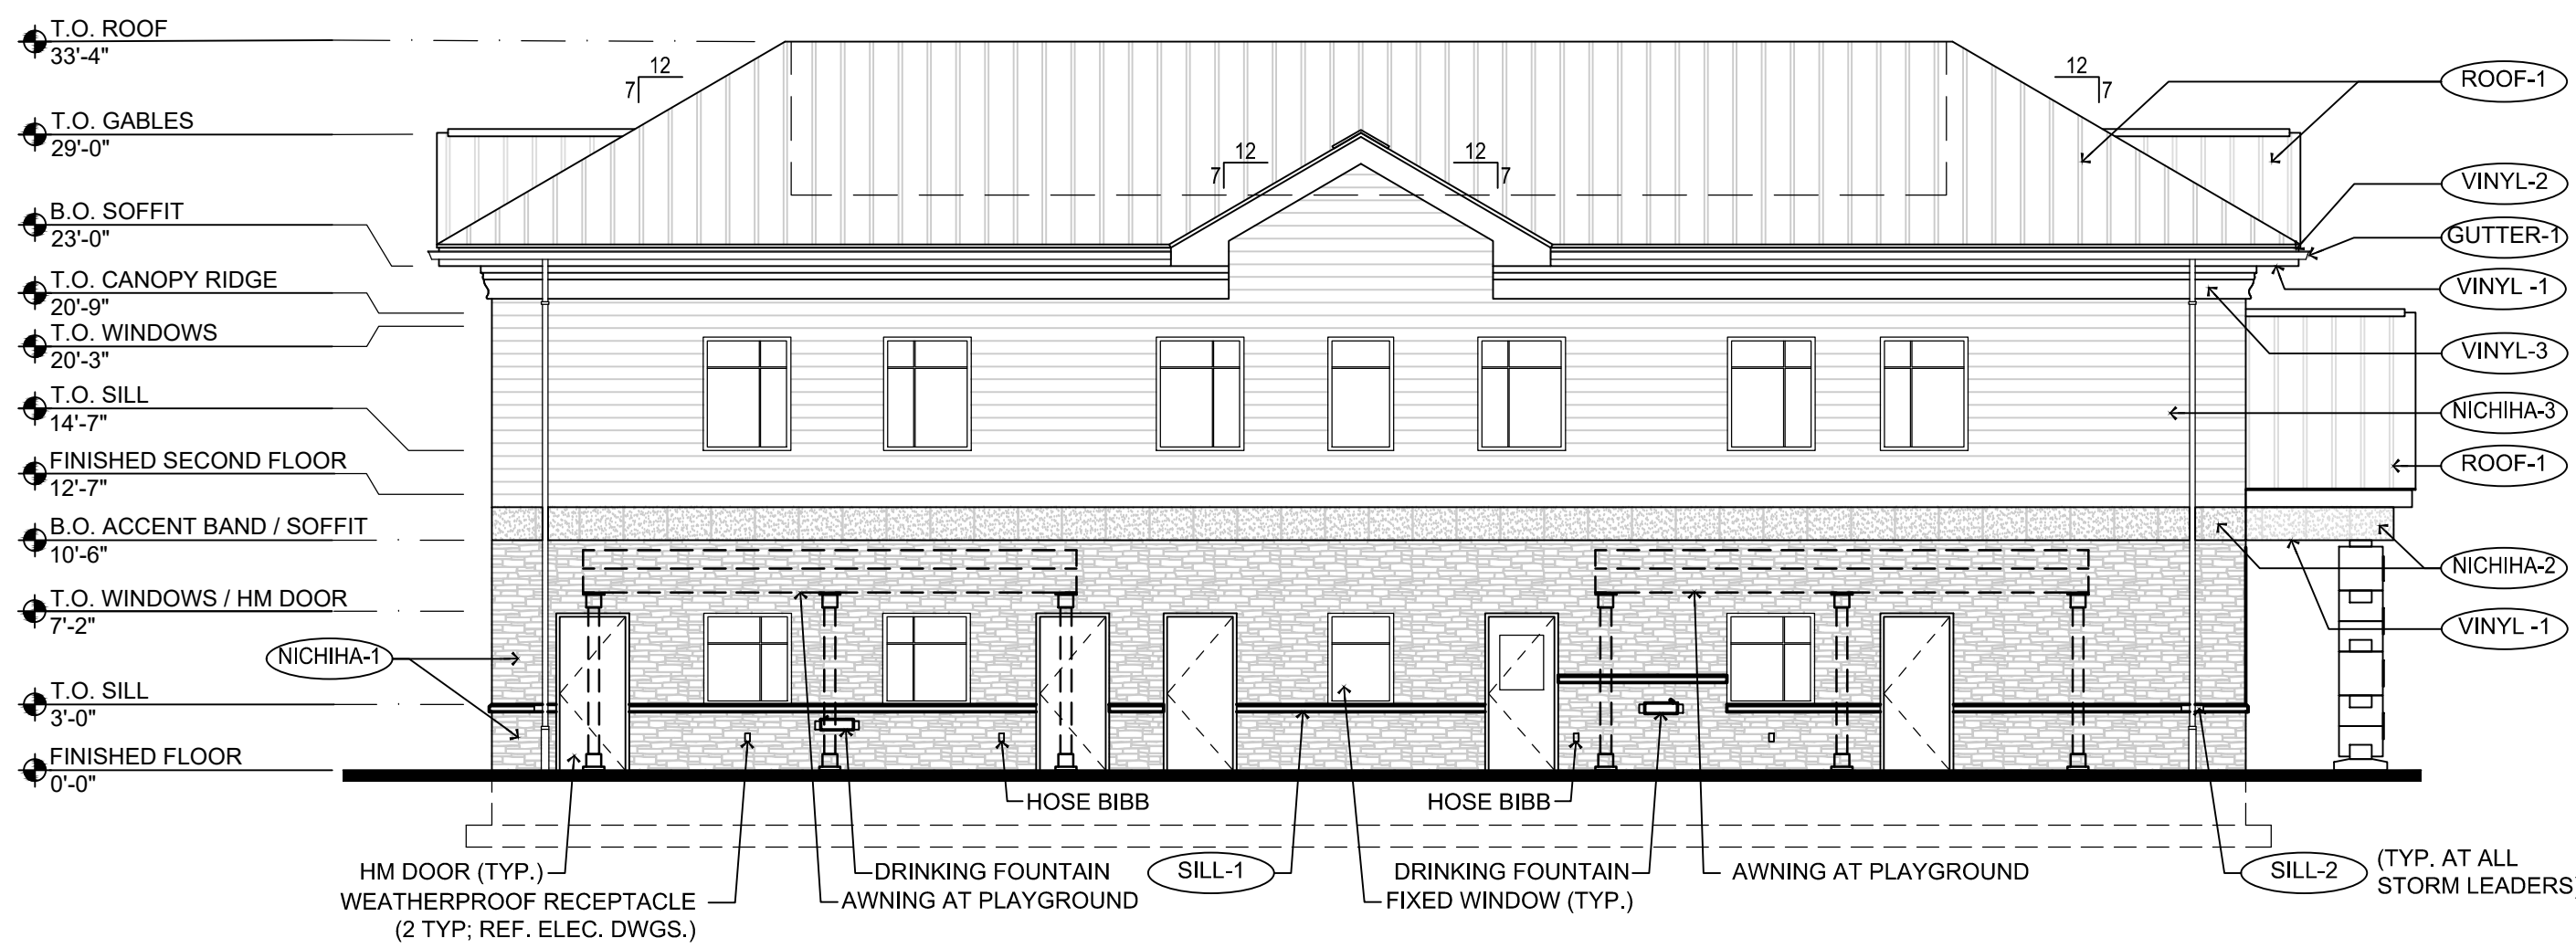 T.O. ROOF
33'-4"
T.O. GABLES
29'-0"
B.O. SOFFIT
23'-0"
T.O. CANOPY RIDGE
20'-9"
T.O. WINDOWS
20'-3"
T.O. SILL
14'-7"
FINISHED SECOND FLOOR
12'-7"
B.O. ACCENT BAND / SOFFIT
10'-6"
T.O. WINDOWS / HM DOOR
7'-2"
T.O. SILL
3'-0"
FINISHED FLOOR
0'-0"
NICHIHA-1
12
7
12
7
12
7
12
7
ROOF-1
VINYL-2
GUTTER-1
VINYL -1
VINYL-3
NICHIHA-3
ROOF-1
NICHIHA-2
VINYL -1
HOSE BIBB
HOSE BIBB
HM DOOR (TYP.)
WEATHERPROOF RECEPTACLE
(2 TYP; REF. ELEC. DWGS.)
DRINKING FOUNTAIN
AWNING AT PLAYGROUND
SILL-1
DRINKING FOUNTAIN
FIXED WINDOW (TYP.)
AWNING AT PLAYGROUND
SILL-2
(TYP. AT ALL
STORM LEADERS)